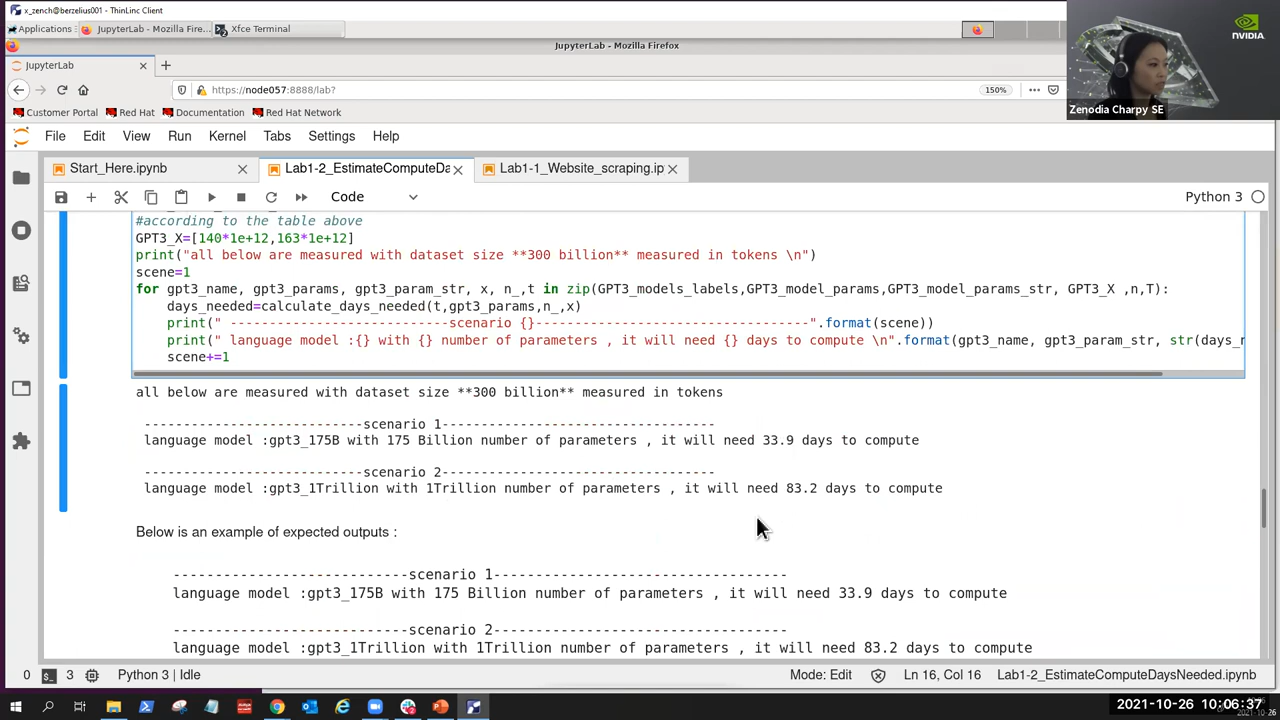 x_zench@berzelius001 - ThinLinc Client
Applications : JupyterLab - Mozilla Firefo... Xfce Terminal
JupyterLab - Mozilla Firefox
NVIDIA
JupyterLab
https://node057:8888/lab?
150%
Zenodia Charpy SE
Customer Portal Red Hat Documentation Red Hat Network
File Edit View Run Kernel Tabs Settings Help
Start_Here.ipynb Lab1-2_EstimateComputeDa Lab1-1_Website_scraping.ip
Code Python 3
#according to the table above
GPT3_X=[140*1e+12,163*1e+12]
print("all below are measured with dataset size **300 billion** measured in tokens \n")
scene=1
for gpt3_name, gpt3_params, gpt3_param_str, x, n_,t in zip(GPT3_models_labels,GPT3_model_params,GPT3_model_params_str, GPT3_X ,n,T):
days_needed=calculate_days_needed(t,gpt3_params,n_,x)
print(" ----------------------------scenario {}-----------------------------------".format(scene))
print(" language model :{} with {} number of parameters , it will need {} days to compute \n".format(gpt3_name, gpt3_param_str, str(days_n
scene+=1
all below are measured with dataset size **300 billion** measured in tokens
----------------------------scenario 1-----------------------------------
language model :gpt3_175B with 175 Billion number of parameters , it will need 33.9 days to compute
----------------------------scenario 2-----------------------------------
language model :gpt3_1Trillion with 1Trillion number of parameters , it will need 83.2 days to compute
Below is an example of expected outputs :
----------------------------scenario 1-----------------------------------
language model :gpt3_175B with 175 Billion number of parameters , it will need 33.9 days to compute
----------------------------scenario 2-----------------------------------
language model :gpt3_1Trillion with 1Trillion number of parameters , it will need 83.2 days to compute
0 3 Python 3 | Idle Mode: Edit Ln 16, Col 16 Lab1-2_EstimateComputeDaysNeeded.ipynb
2021-10-26 10:06:37